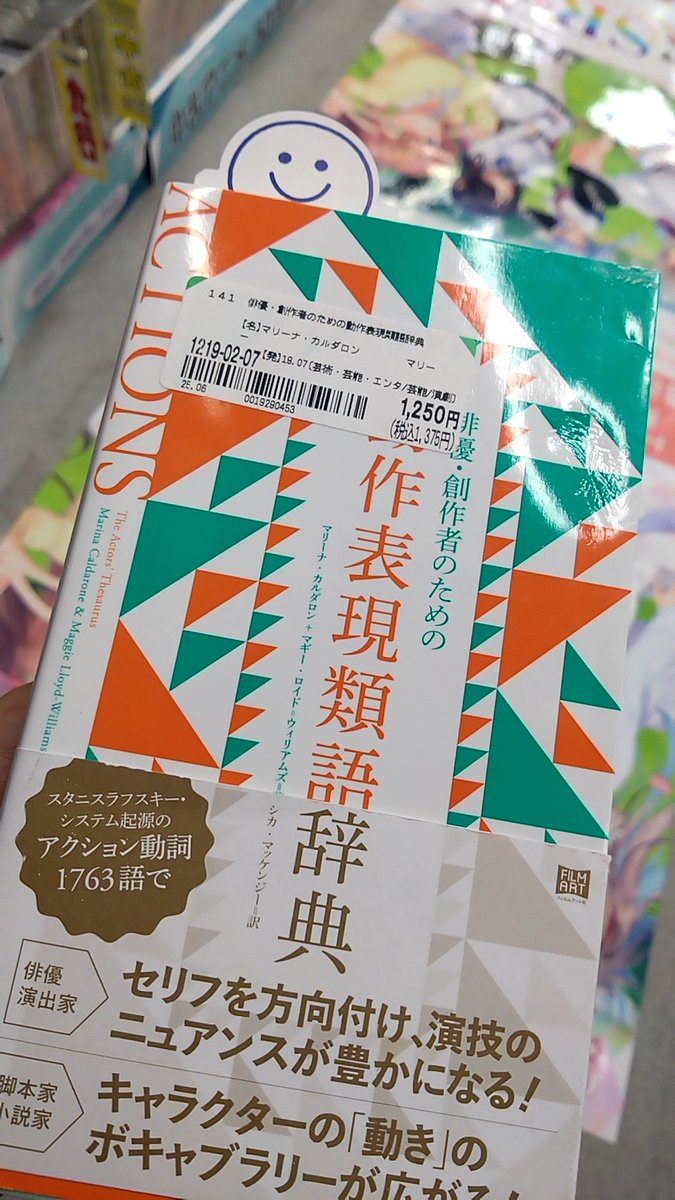 ACTIONS
The Actors' Thesaurus
Marina Caldarone & Maggie Lloyd-Williams
141 俳優・創作者のための動作表現類語辞典
【名】マリーナ・カルダロン マリー
1219-02-07
【発】19.07
[芸術・芸能・エンタ/芸能/演劇]
25.06
0019290453
1,250円
(税込1,375円)
俳優・創作者のための
動作表現類語辞典
マリーナ・カルダロン+マギー・ロイド=ウィリアムズ=
シカ・マッケンジー=訳
スタニスラフスキー・
システム起源の
アクション動詞
1763語で
FILM
ART
フィルムアート社
俳優
演出家
セリフを方向付け、演技の
ニュアンスが豊かになる!
脚本家
小説家
キャラクターの「動き」の
ボキャブラリーが広がる!